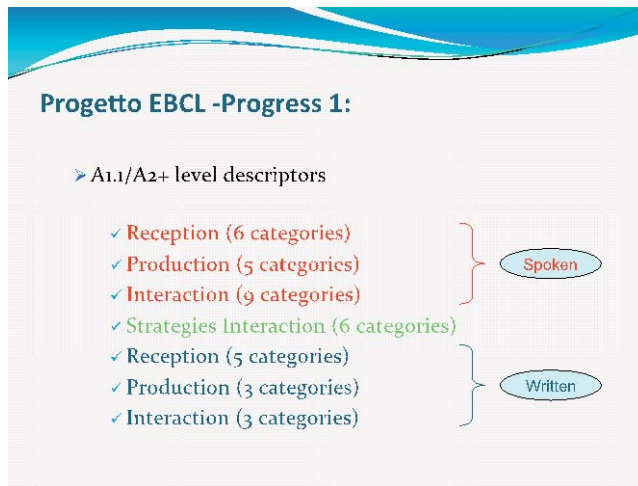 Progetto EBCL -Progress 1:
A1.1/A2+ level descriptors
Reception (6 categories)
Production (5 categories)
Interaction (9 categories)
Spoken
Strategies Interaction (6 categories)
Reception (5 categories)
Production (3 categories)
Interaction (3 categories)
Written